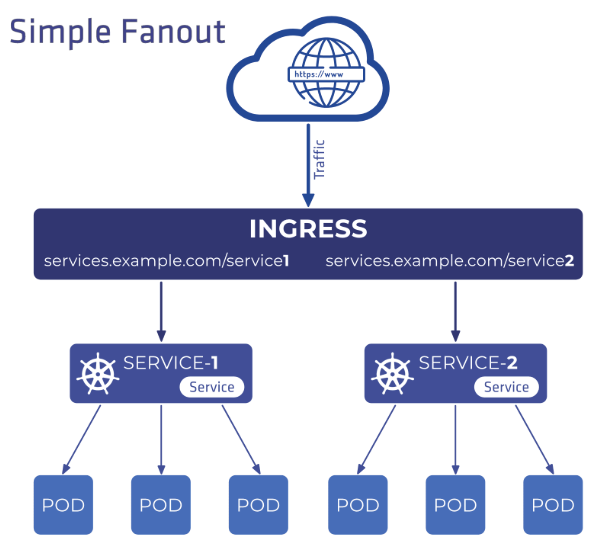 Simple Fanout
https://www
Traffic
INGRESS
services.example.com/service1
services.example.com/service2
SERVICE-1
Service
SERVICE-2
Service
POD
POD
POD
POD
POD
POD